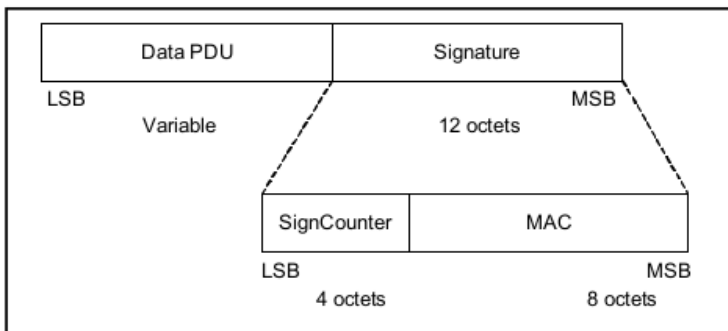 Data PDU Signature
LSB MSB
Variable 12 octets
SignCounter MAC
LSB MSB
4 octets 8 octets